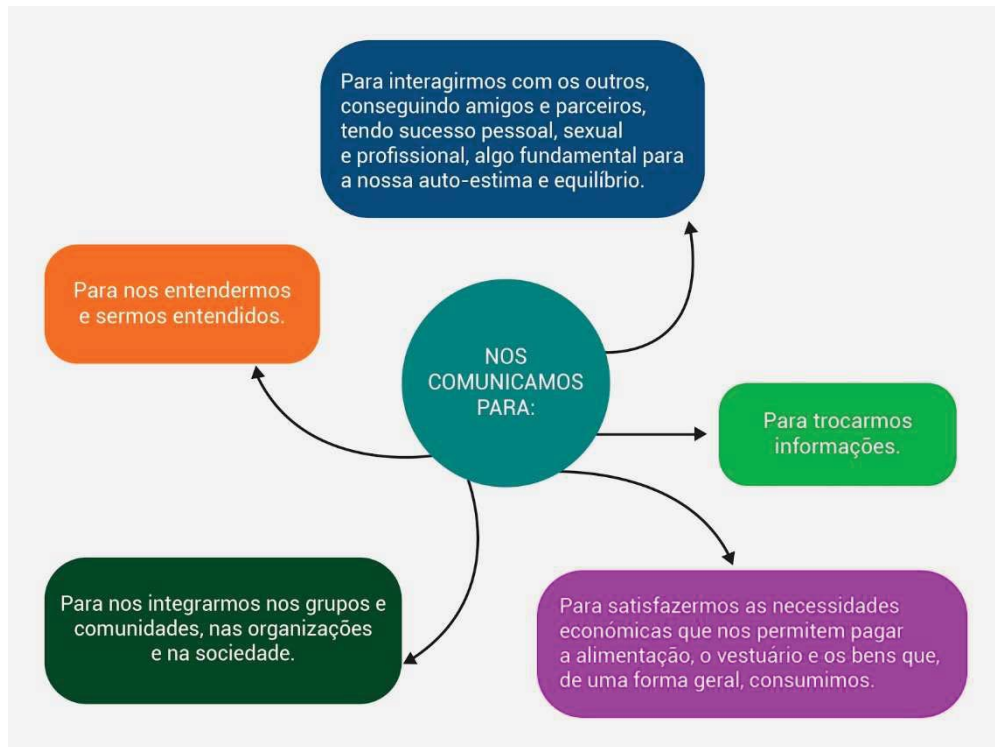 Para interagirmos com os outros,
conseguindo amigos e parceiros,
tendo sucesso pessoal, sexual
e profissional, algo fundamental para
a nossa auto-estima e equilíbrio.
Para nos entendermos
e sermos entendidos.
NOS
COMUNICAMOS
PARA:
Para trocarmos
informações.
Para nos integrarmos nos grupos e
comunidades, nas organizações
e na sociedade.
Para satisfazermos as necessidades
económicas que nos permitem pagar
a alimentação, o vestuário e os bens que,
de uma forma geral, consumimos.